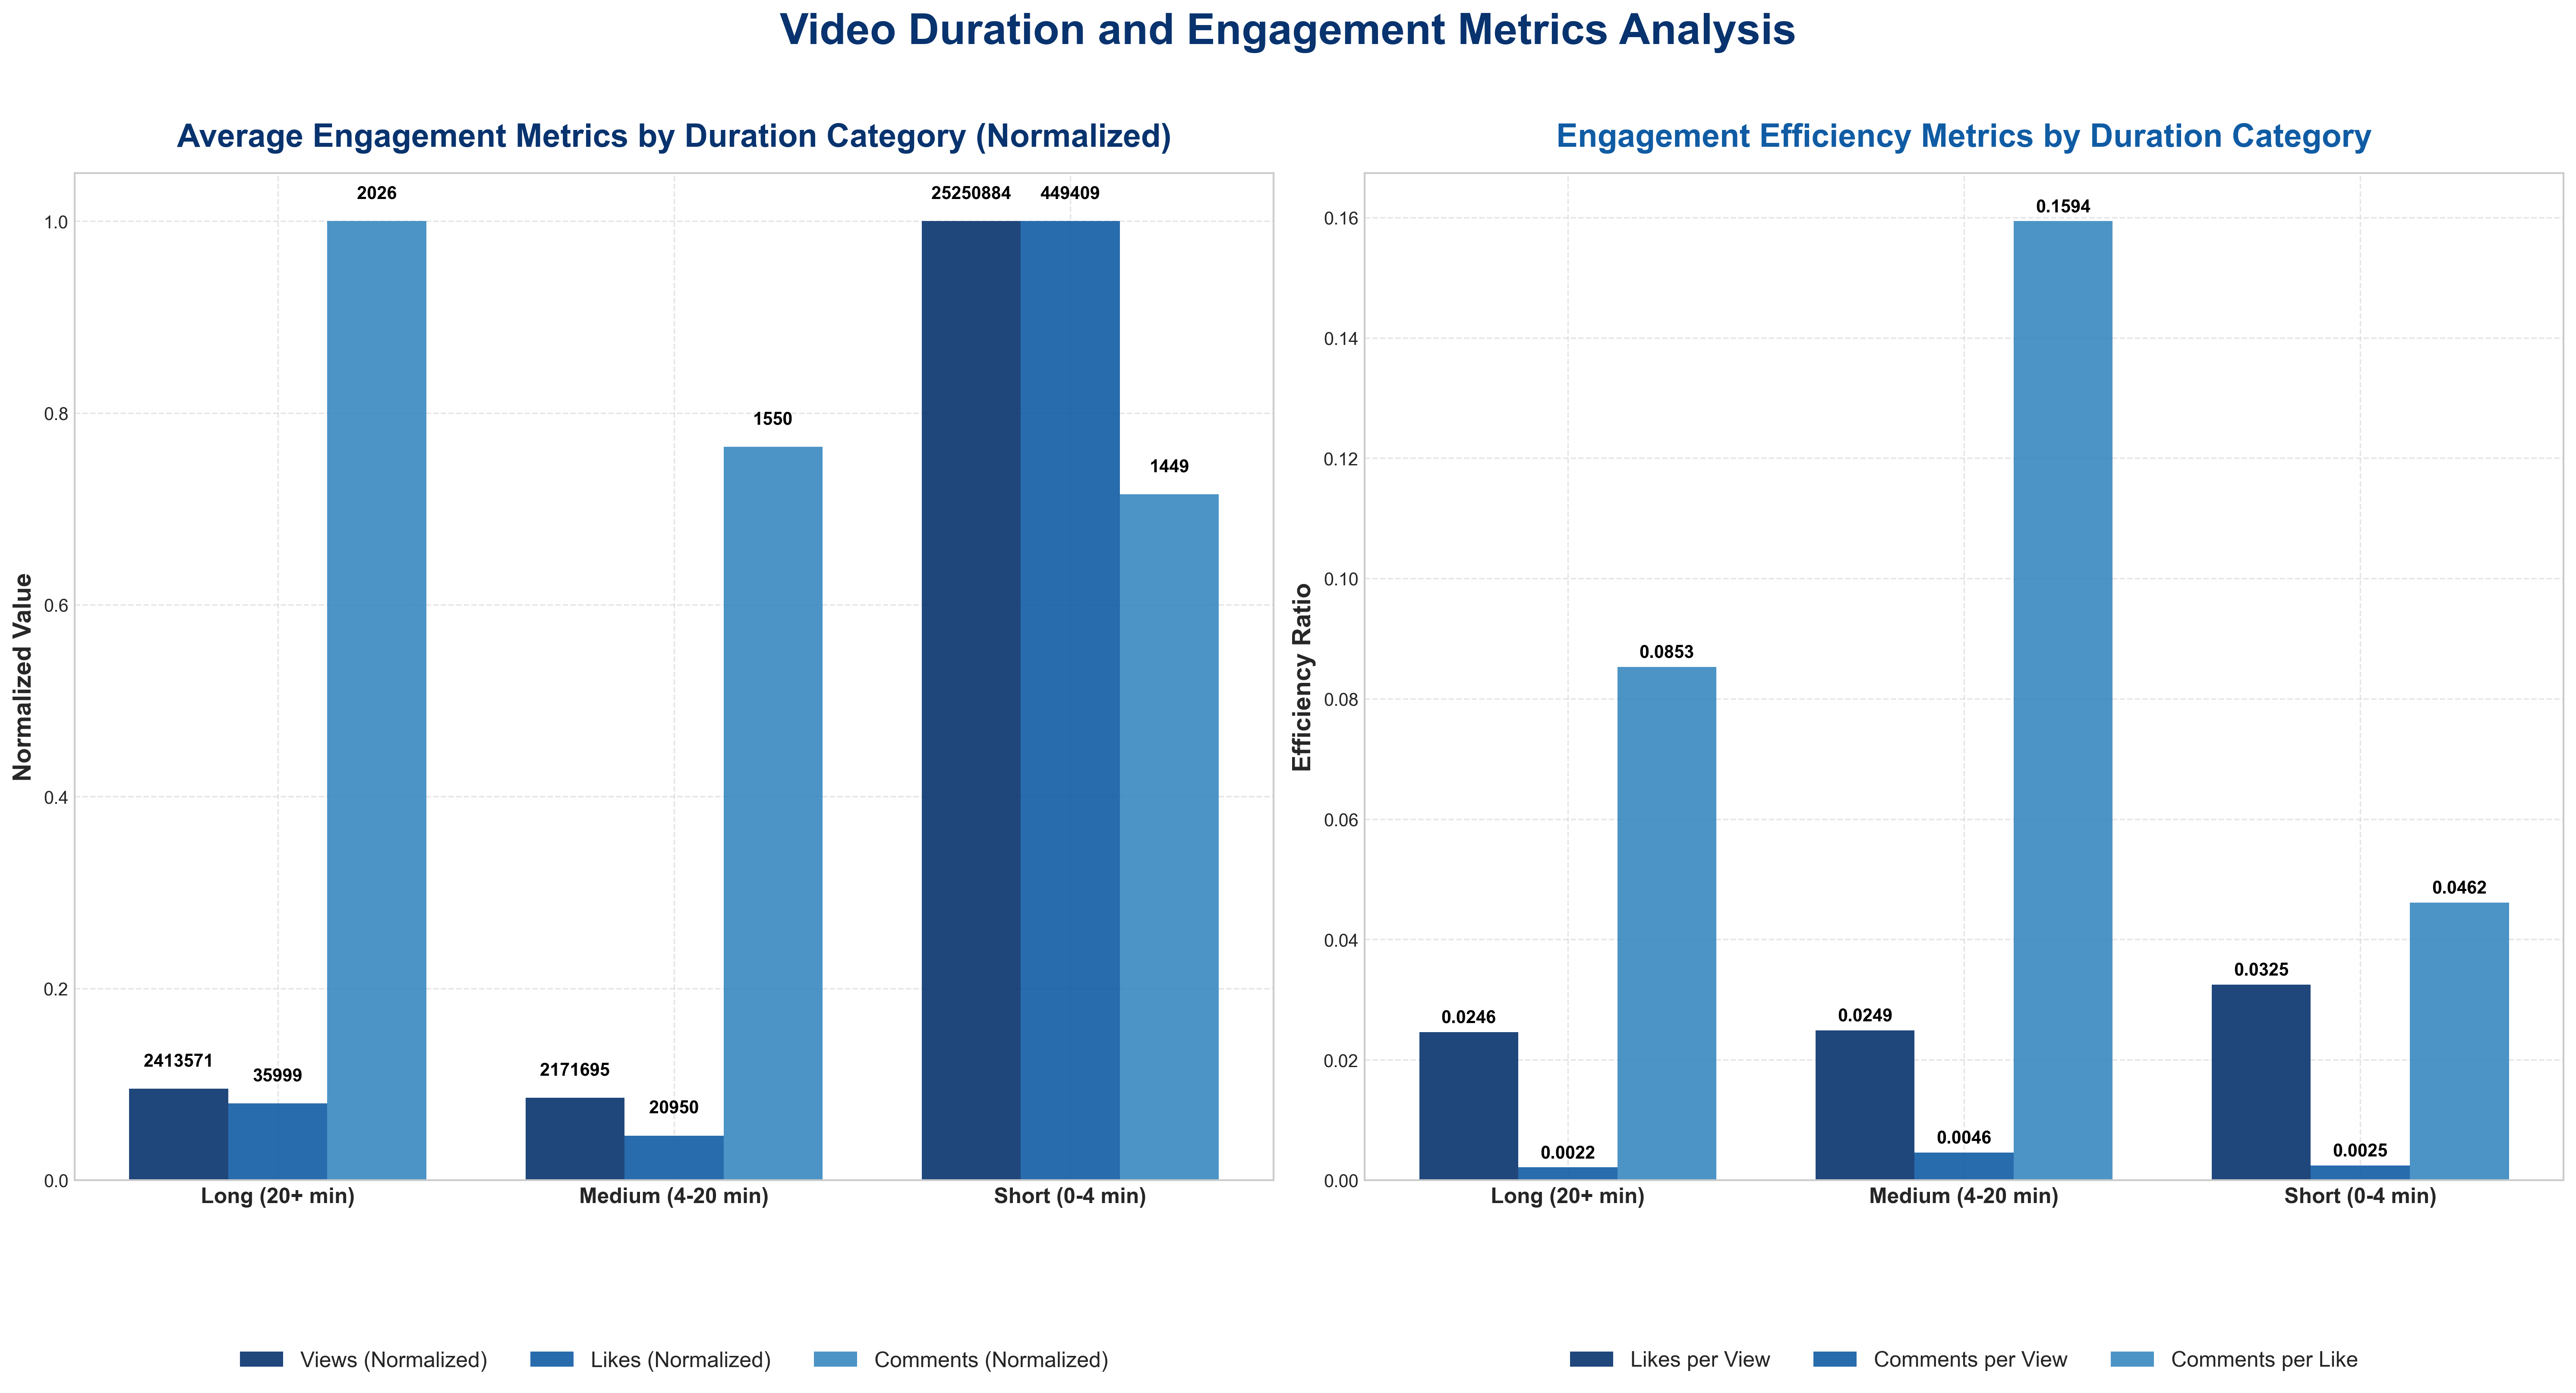 Video Duration and Engagement Metrics Analysis
Average Engagement Metrics by Duration Category (Normalized)
Normalized Value
1.0
0.8
0.6
0.4
0.2
0.0
2413571
35999
2026
2171695
20950
1550
25250884
449409
1449
Long (20+ min)
Medium (4-20 min)
Short (0-4 min)
Views (Normalized)
Likes (Normalized)
Comments (Normalized)
Engagement Efficiency Metrics by Duration Category
Efficiency Ratio
0.16
0.14
0.12
0.10
0.08
0.06
0.04
0.02
0.00
0.0246
0.0022
0.0853
0.0249
0.0046
0.1594
0.0325
0.0025
0.0462
Long (20+ min)
Medium (4-20 min)
Short (0-4 min)
Likes per View
Comments per View
Comments per Like